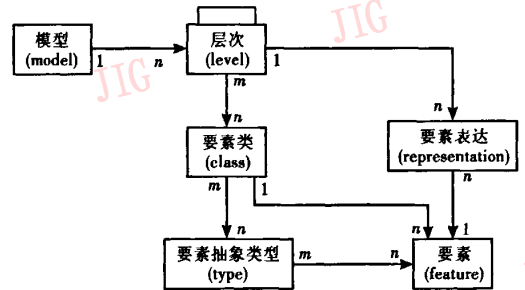 模型
(model)
1
n
层次
(level)
1
JIG
JIG
m
n
n
要素类
(class)
要素表达
(representation)
m
1
n
n
n
1
要素抽象类型
(type)
m
n
要素
(feature)